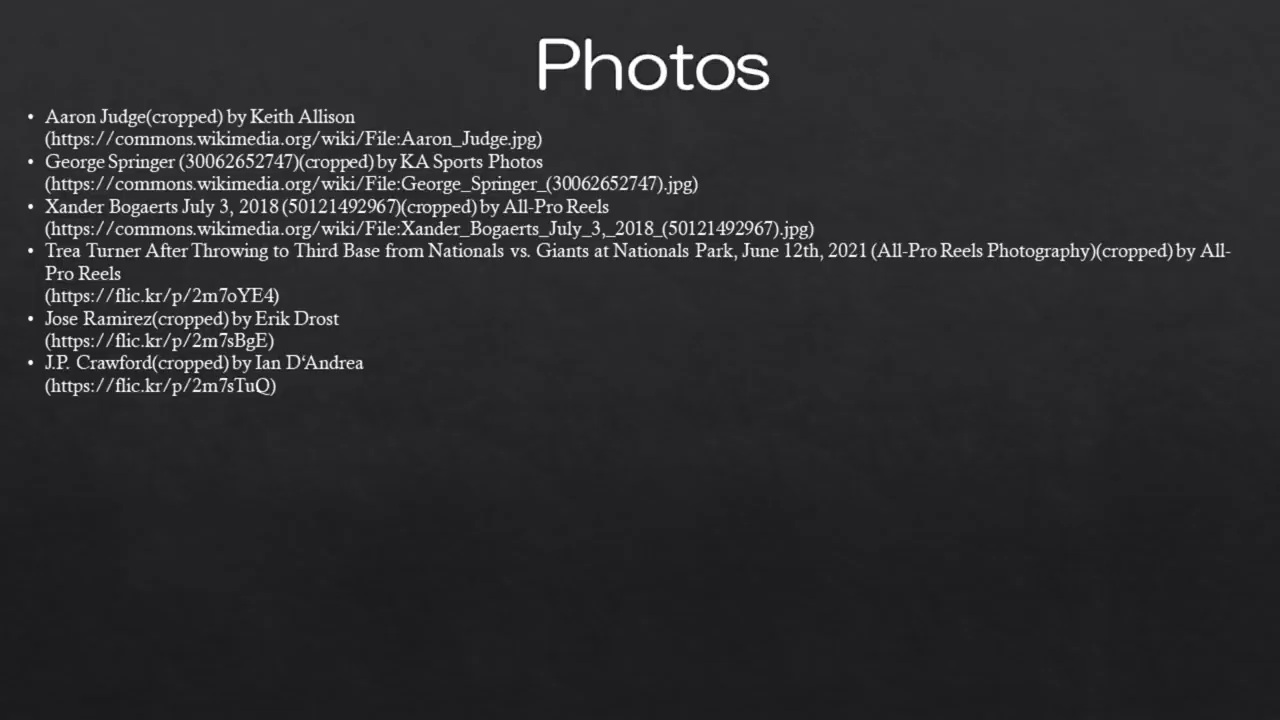 Photos
• Aaron Judge(cropped) by Keith Allison
(https://commons.wikimedia.org/wiki/File:Aaron_Judge.jpg)
• George Springer (30062652747)(cropped) by KA Sports Photos
(https://commons.wikimedia.org/wiki/File:George_Springer_(30062652747).jpg)
• Xander Bogaerts July 3, 2018 (50121492967)(cropped) by All-Pro Reels
(https://commons.wikimedia.org/wiki/File:Xander_Bogaerts_July_3,_2018_(50121492967).jpg)
• Trea Turner After Throwing to Third Base from Nationals vs. Giants at Nationals Park, June 12th, 2021 (All-Pro Reels Photography)(cropped) by All-
Pro Reels
(https://flic.kr/p/2m7oYE4)
• Jose Ramirez(cropped) by Erik Drost
(https://flic.kr/p/2m7sBgE)
• J.P. Crawford(cropped) by Ian D‘Andrea
(https://flic.kr/p/2m7sTuQ)